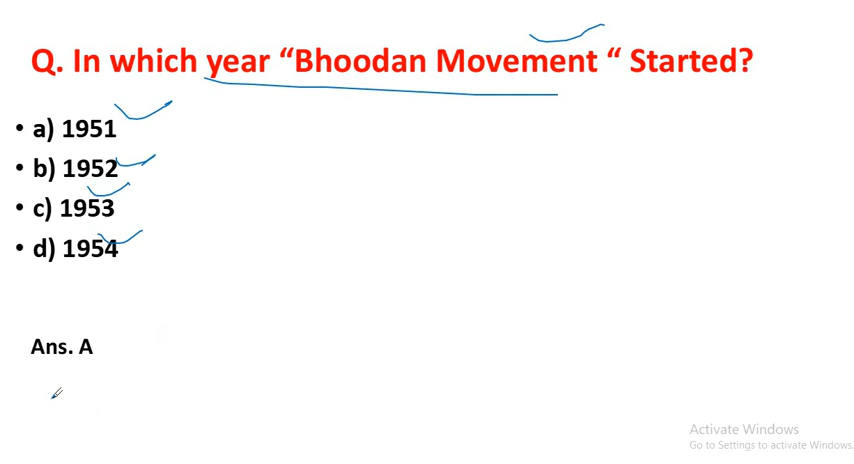 Q. In which year “Bhoodan Movement “ Started?
• a) 1951
• b) 1952
• c) 1953
• d) 1954
Ans. A
Activate Windows
Go to Settings to activate Windows.